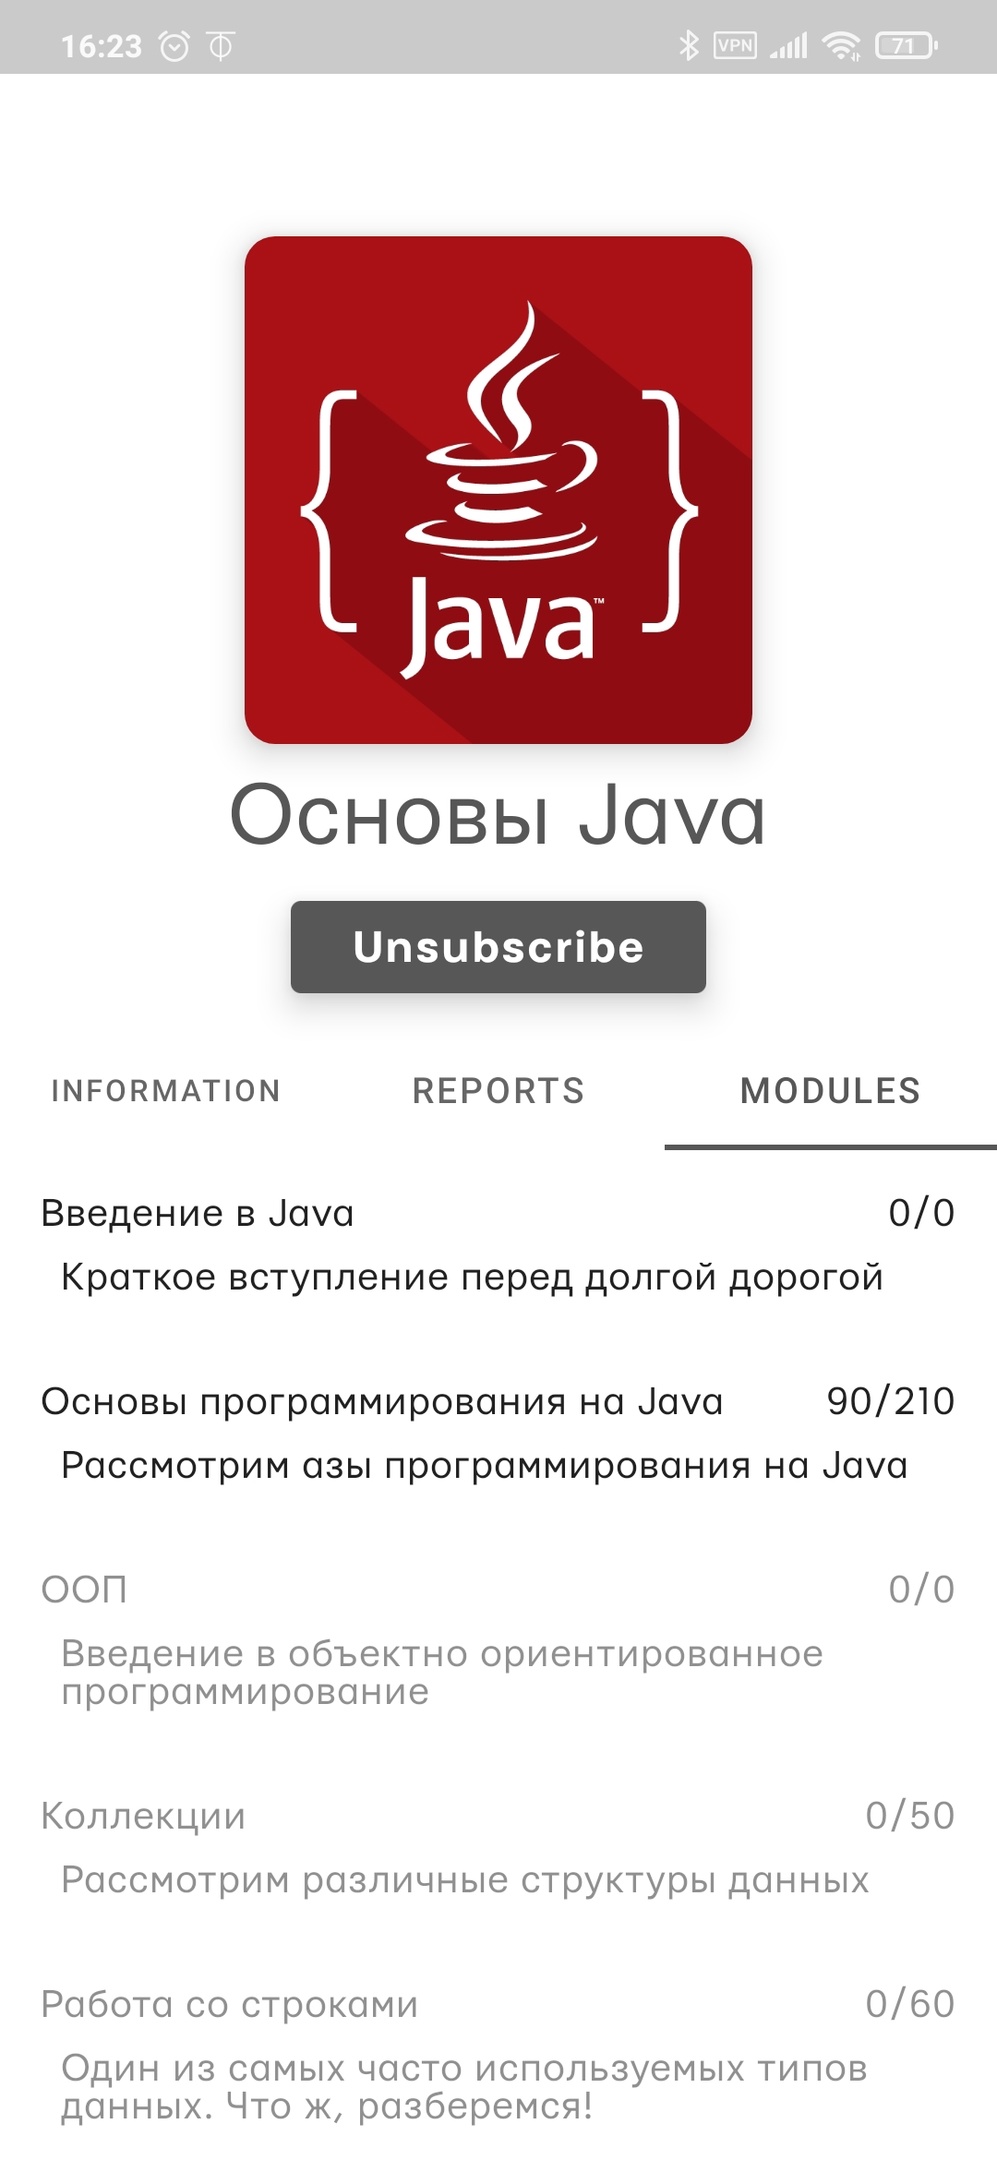 16:23 VPN 71
Java™
Основы Java
Unsubscribe
INFORMATION REPORTS MODULES
Введение в Java 0/0
Краткое вступление перед долгой дорогой
Основы программирования на Java 90/210
Рассмотрим азы программирования на Java
ООП 0/0
Введение в объектно ориентированное
программирование
Коллекции 0/50
Рассмотрим различные структуры данных
Работа со строками 0/60
Один из самых часто используемых типов
данных. Что ж, разберемся!